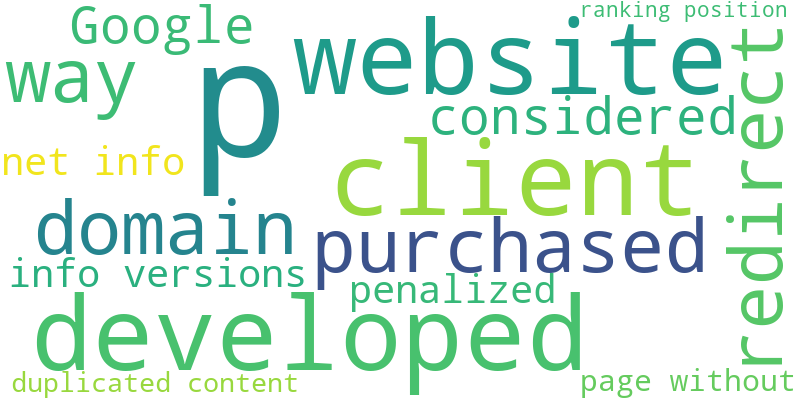 ranking position
Google
website
redirect
way
p
considered
net info
client
domain
purchased
info versions
penalized
developed
duplicated content
page without